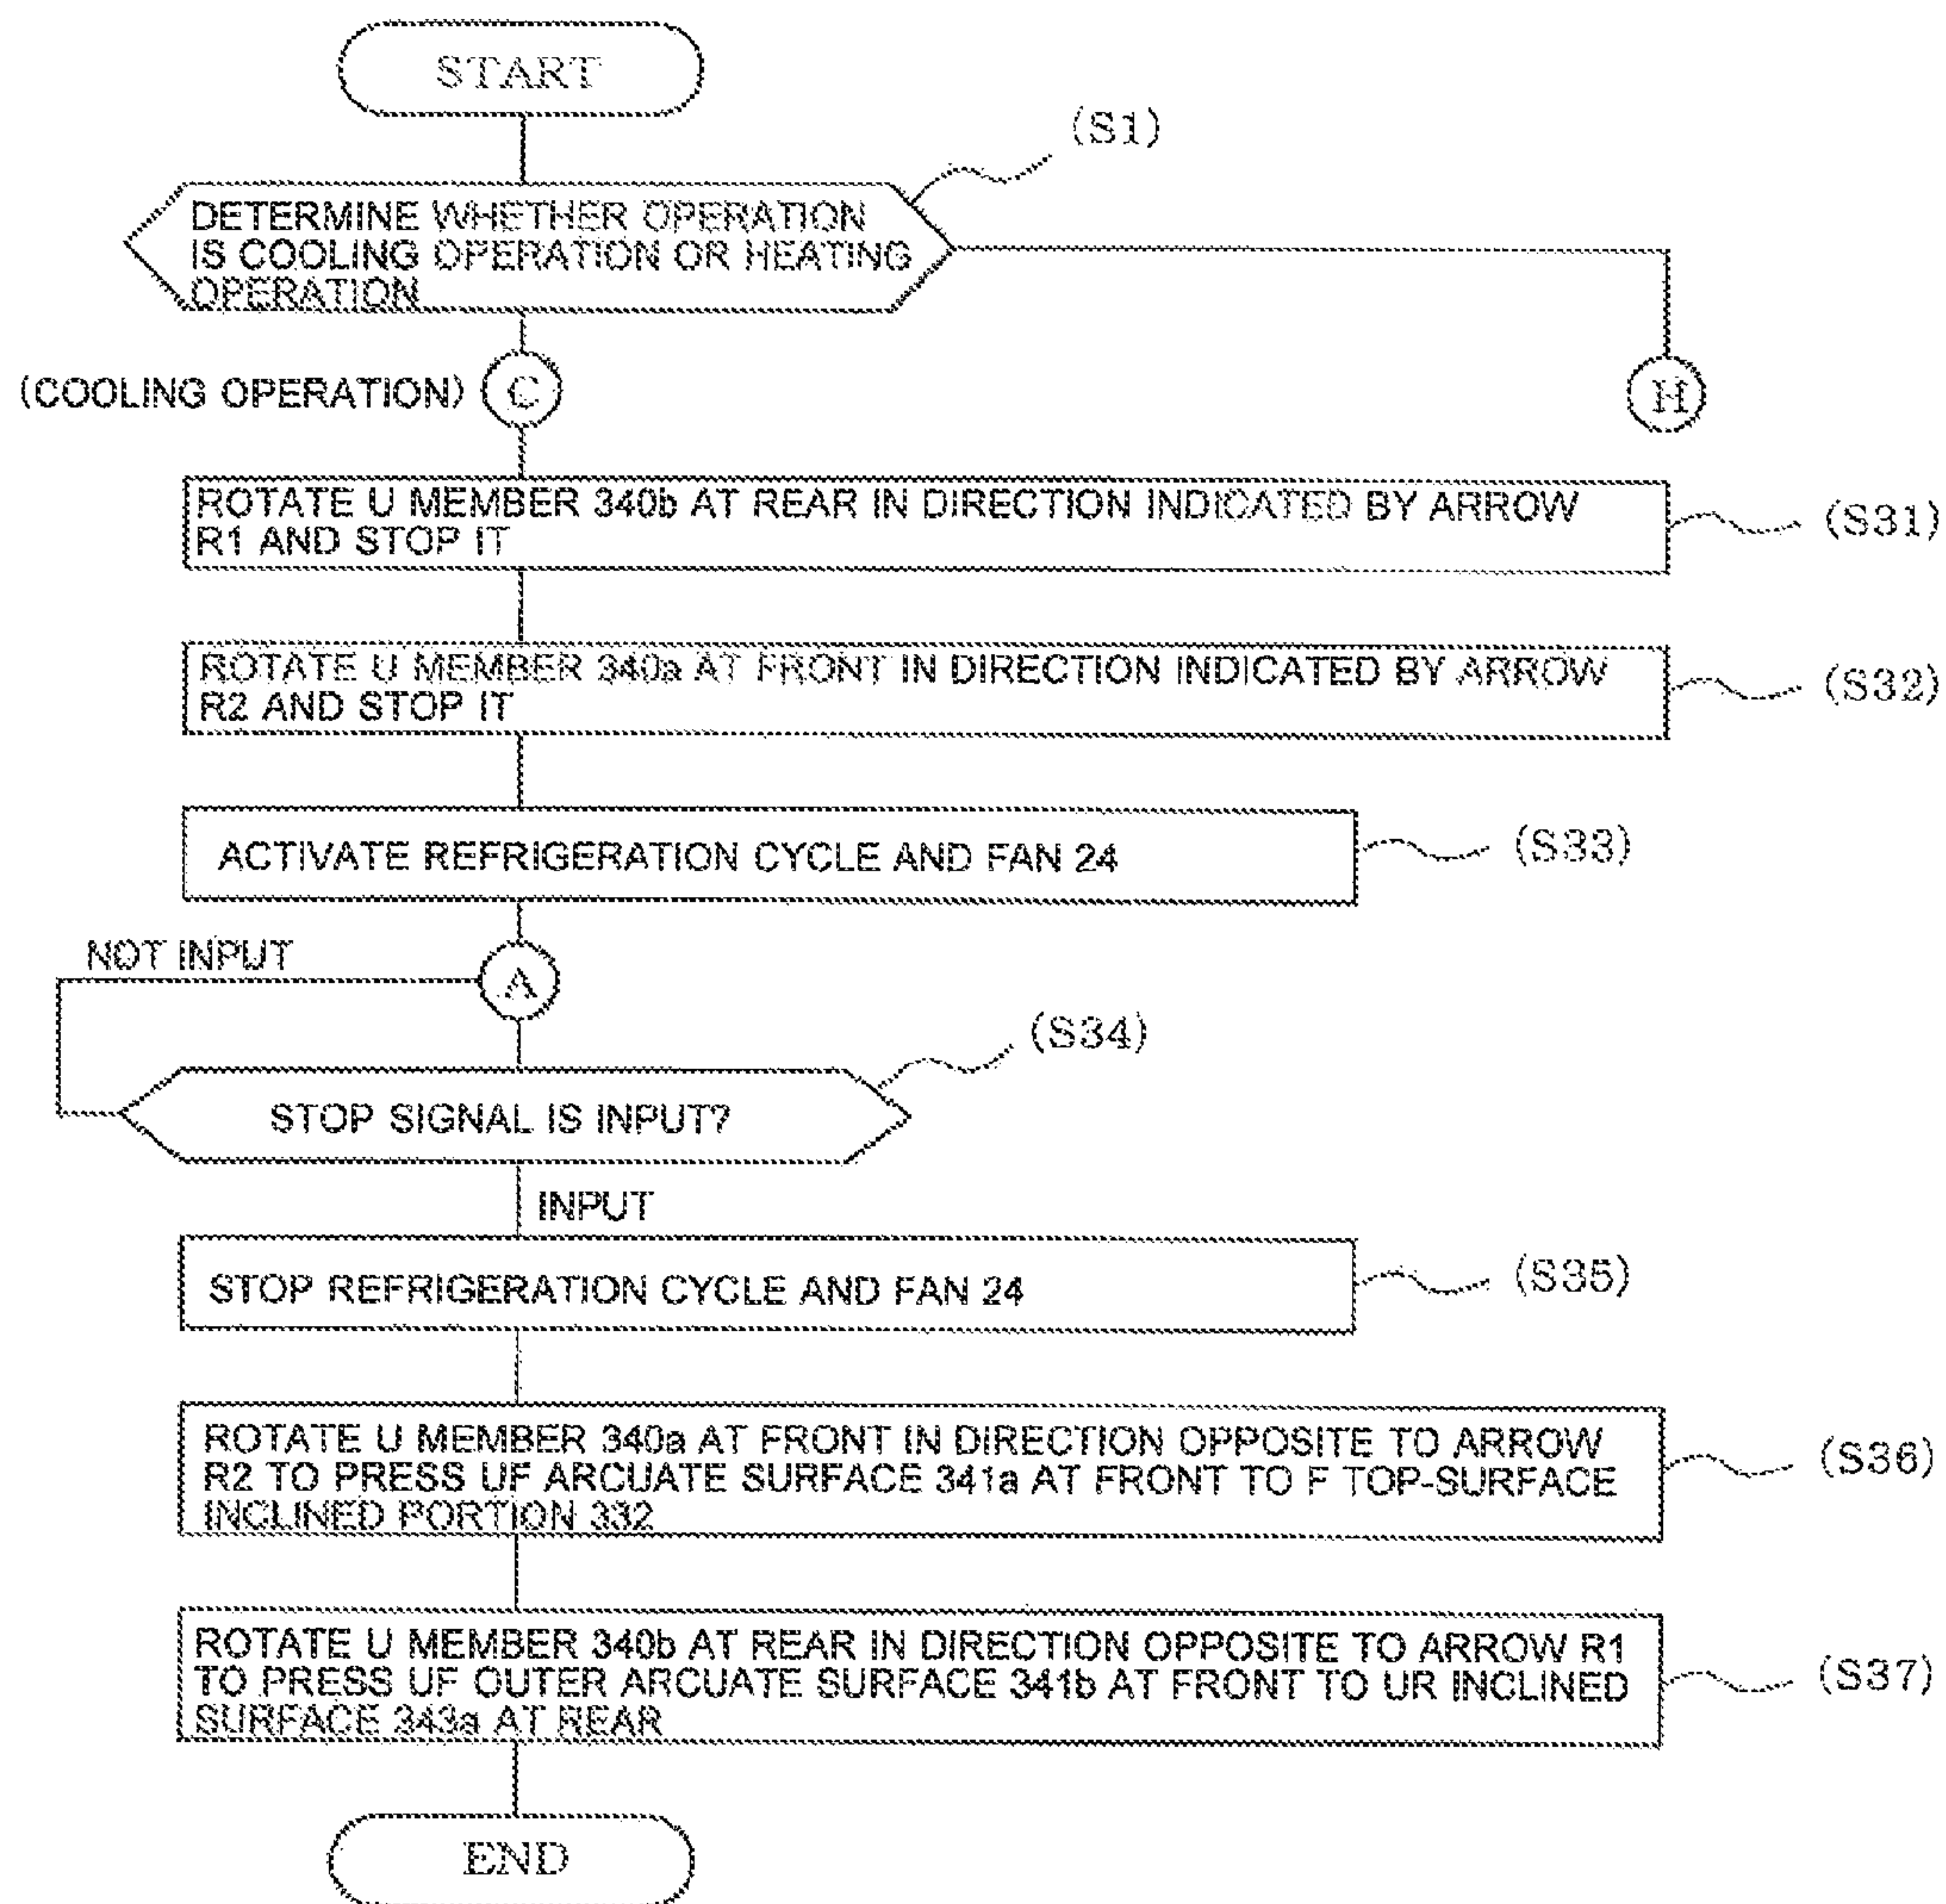 START
(S1)
DETERMINE WHETHER OPERATION
IS COOLING OPERATION OR HEATING
OPERATION
(COOLING OPERATION)
C
H
ROTATE U MEMBER 340b AT REAR IN DIRECTION INDICATED BY ARROW
R1 AND STOP IT
(S31)
ROTATE U MEMBER 340a AT FRONT IN DIRECTION INDICATED BY ARROW
R2 AND STOP IT
(S32)
ACTIVATE REFRIGERATION CYCLE AND FAN 24
(S33)
NOT INPUT
A
(S34)
STOP SIGNAL IS INPUT?
INPUT
STOP REFRIGERATION CYCLE AND FAN 24
(S35)
ROTATE U MEMBER 340a AT FRONT IN DIRECTION OPPOSITE TO ARROW
R2 TO PRESS UF ARCUATE SURFACE 341a AT FRONT TO F TOP-SURFACE
INCLINED PORTION 332
(S36)
ROTATE U MEMBER 340b AT REAR IN DIRECTION OPPOSITE TO ARROW R1
TO PRESS UF OUTER ARCUATE SURFACE 341b AT FRONT TO UR INCLINED
SURFACE 343a AT REAR
(S37)
END